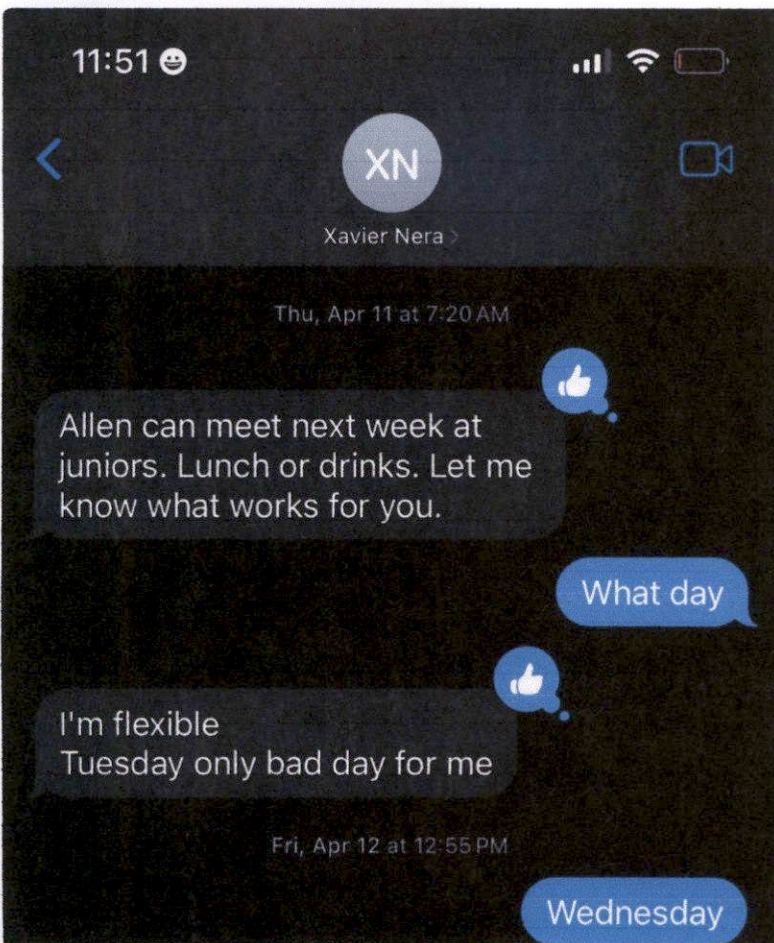 11:51
XN
Xavier Nera
Thu, Apr 11 at 7:20 AM
Allen can meet next week at
juniors. Lunch or drinks. Let me
know what works for you.
What day
I'm flexible
Tuesday only bad day for me
Fri, Apr 12 at 12:55 PM
Wednesday